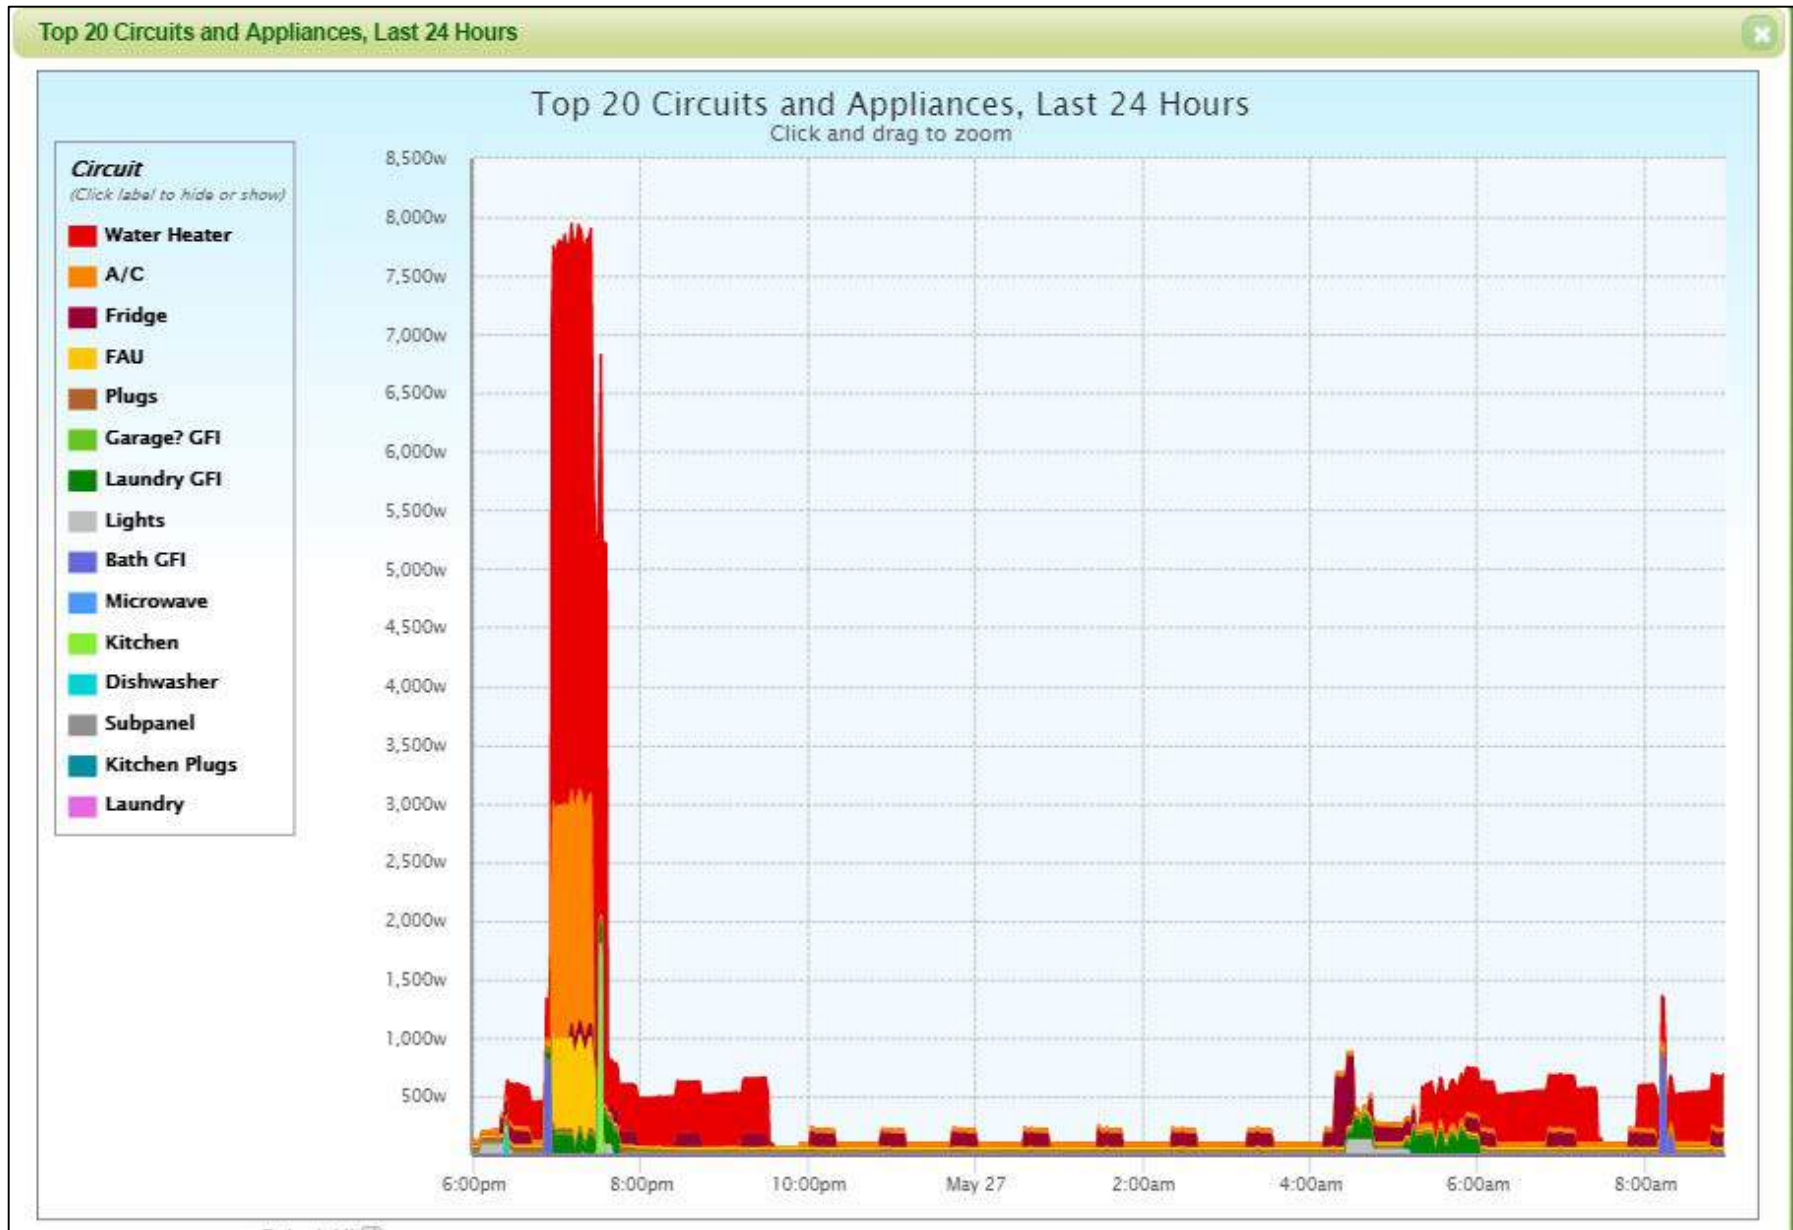 Top 20 Circuits and Appliances, Last 24 Hours
Top 20 Circuits and Appliances, Last 24 Hours
Click and drag to zoom
Circuit
(Click label to hide or show)
Water Heater
A/C
Fridge
FAU
Plugs
Garage? GFI
Laundry GFI
Lights
Bath GFI
Microwave
Kitchen
Dishwasher
Subpanel
Kitchen Plugs
Laundry
8,500w
8,000w
7,500w
7,000w
6,500w
6,000w
5,500w
5,000w
4,500w
4,000w
3,500w
3,000w
2,500w
2,000w
1,500w
1,000w
500w
6:00pm 8:00pm 10:00pm May 27 2:00am 4:00am 6:00am 8:00am